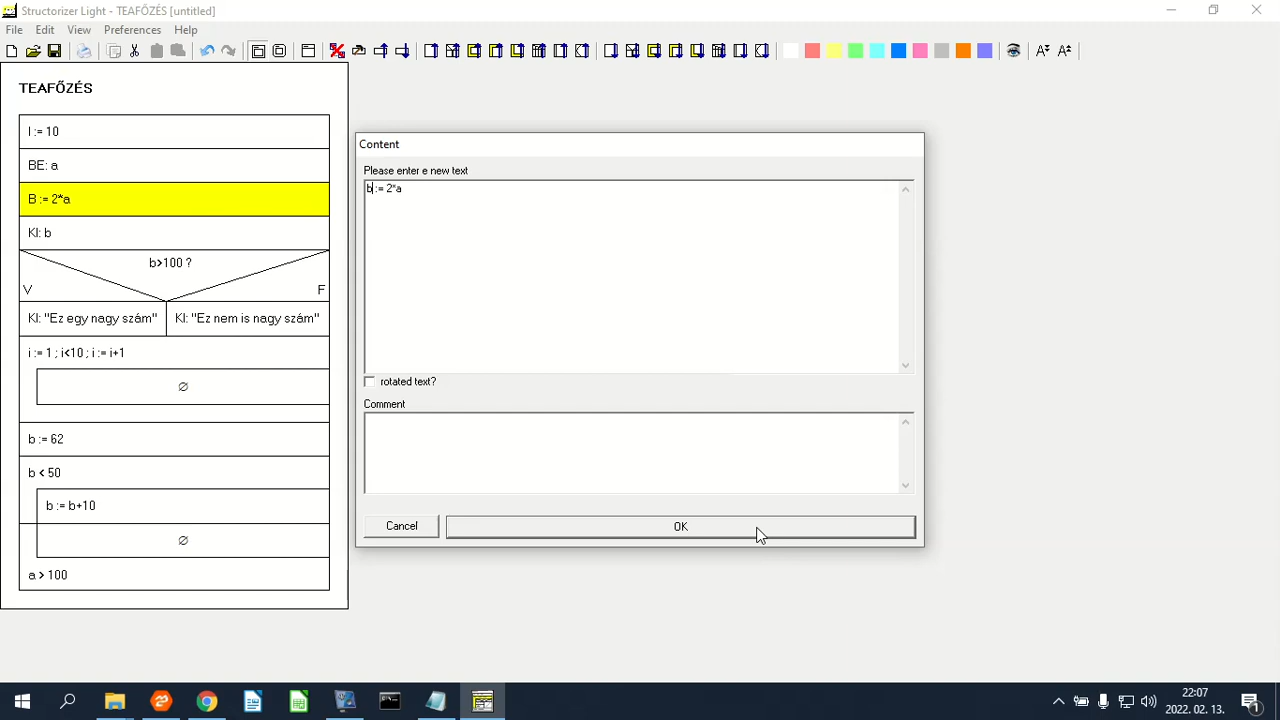 Structorizer Light - TEAFŐZÉS [untitled]
File Edit View Preferences Help
TEAFŐZÉS
I := 10
BE: a
B := 2*a
KI: b
b>100 ?
V F
KI: "Ez egy nagy szám" KI: "Ez nem is nagy szám"
i := 1 ; i<10 ; i := i+1
∅
b := 62
b < 50
b := b+10
∅
a > 100
Content
Please enter e new text
b := 2*a
rotated text?
Comment
Cancel OK
22:07
2022. 02. 13.
1